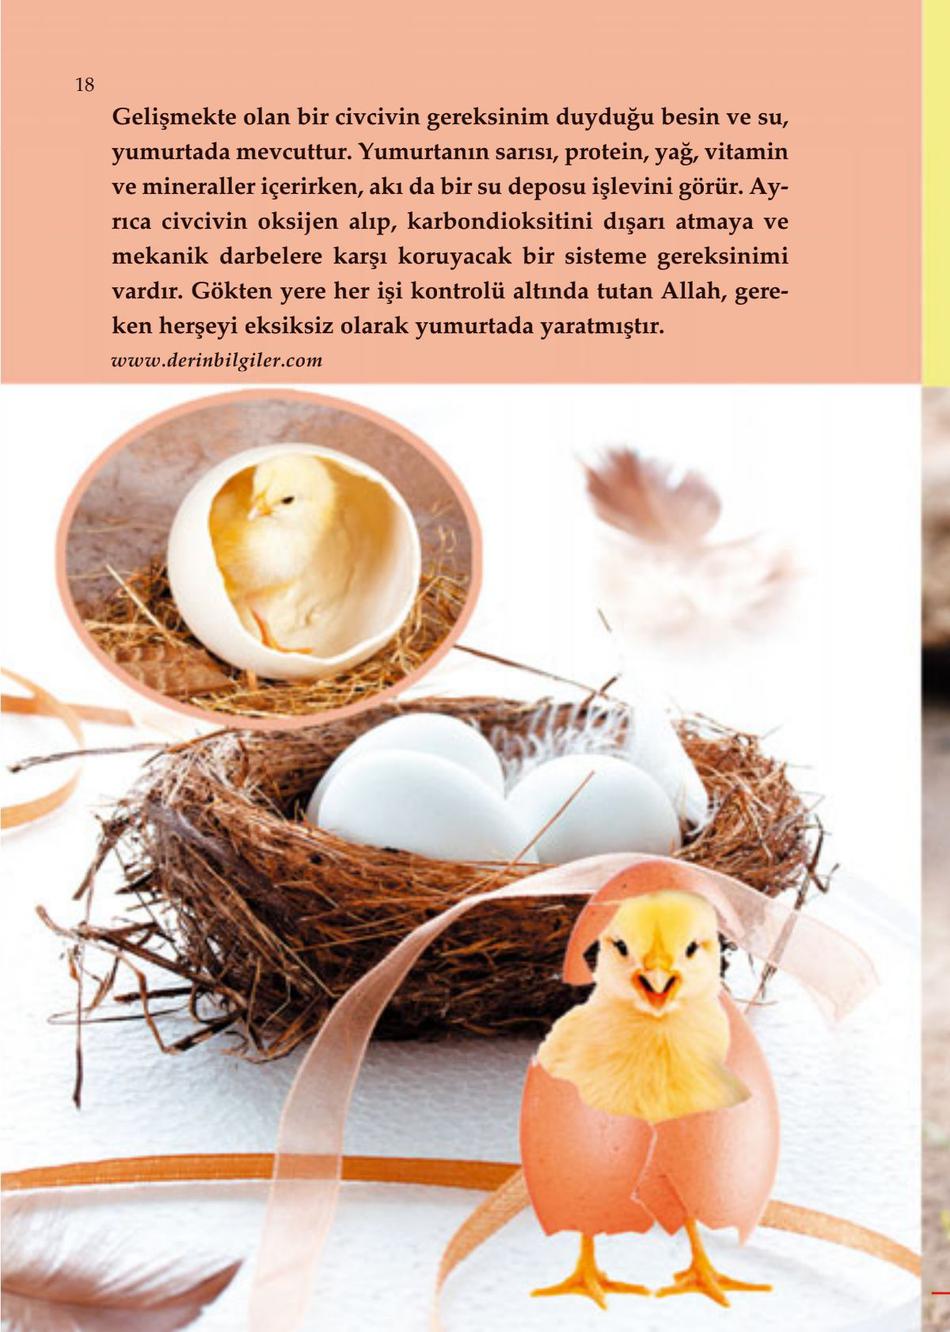 18
Gelişmekte olan bir civcivin gereksinim duyduğu besin ve su,
yumurtada mevcuttur. Yumurtanın sarısı, protein, yağ, vitamin
ve mineraller içerirken, akı da bir su deposu işlevini görür. Ay-
rıca civcivin oksijen alıp, karbondioksitini dışarı atmaya ve
mekanik darbelere karşı koruyacak bir sisteme gereksinimi
vardır. Gökten yere her işi kontrolü altında tutan Allah, gere-
ken herşeyi eksiksiz olarak yumurtada yaratmıştır.
www.derinbilgiler.com